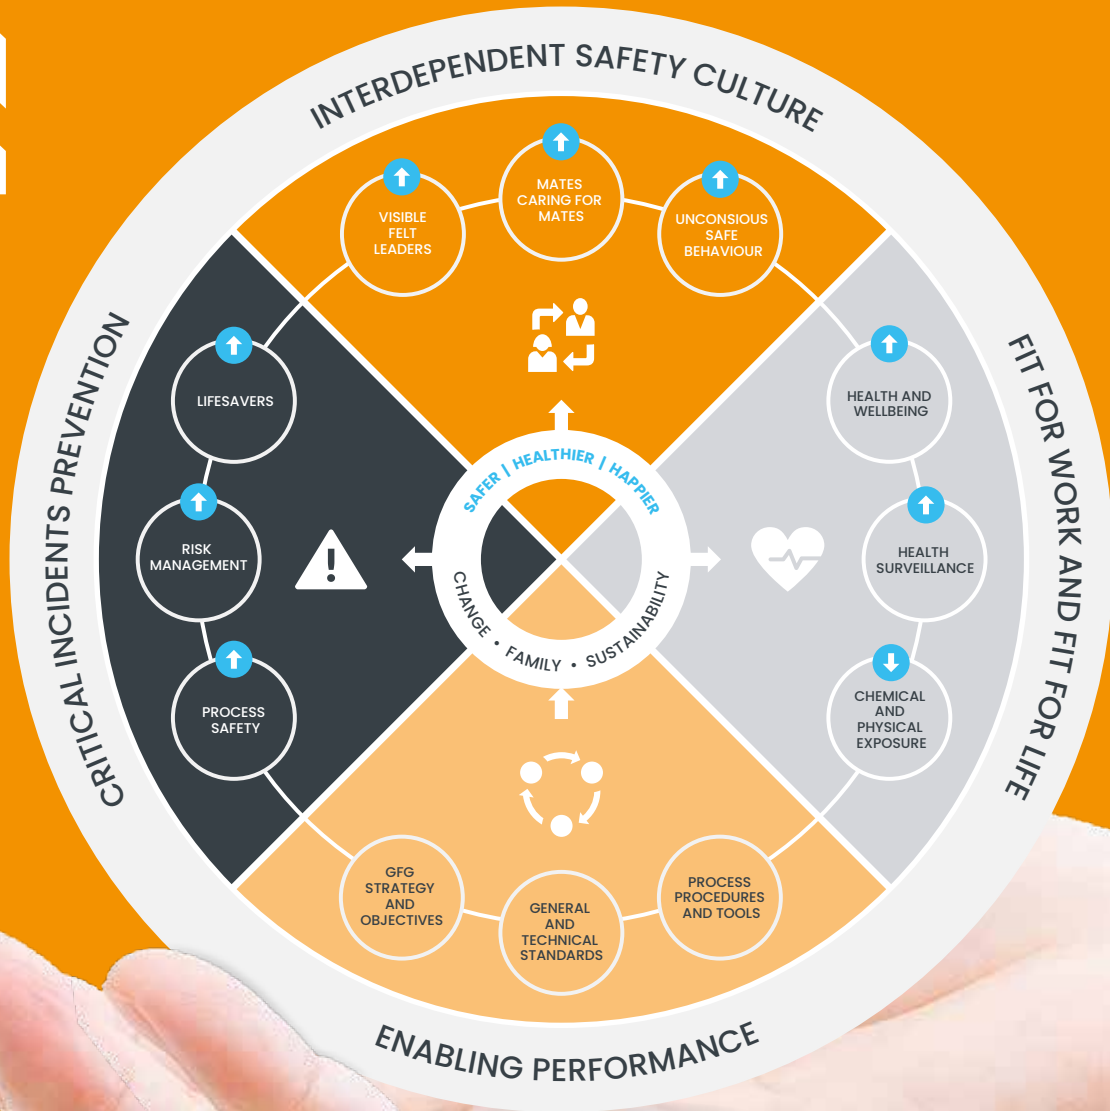 INTERDEPENDENT SAFETY CULTURE
MATES
CARING FOR
MATES
VISIBLE
FELT
LEADERS
UNCONSIOUS
SAFE
BEHAVIOUR
CRITICAL INCIDENTS PREVENTION
LIFESAVERS
RISK
MANAGEMENT
PROCESS
SAFETY
SAFER | HEALTHIER | HAPPIER
CHANGE • FAMILY • SUSTAINABILITY
FIT FOR WORK AND FIT FOR LIFE
HEALTH AND
WELLBEING
HEALTH
SURVEILLANCE
CHEMICAL
AND
PHYSICAL
EXPOSURE
GFG
STRATEGY
AND
OBJECTIVES
GENERAL
AND
TECHNICAL
STANDARDS
PROCESS
PROCEDURES
AND TOOLS
ENABLING PERFORMANCE